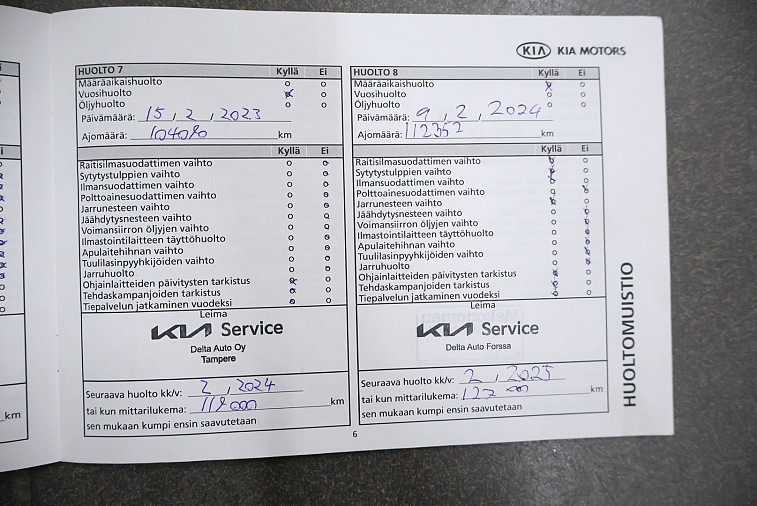 KIA KIA MOTORS
HUOLTO 7 Kyllä Ei
Määräaikaishuolto
Vuosihuolto
Öljyhuolto
Päivämäärä: 15, 2, 2023
Ajomäärä: 104090 km
Kyllä Ei
Raitisilmasuodattimen vaihto
Sytytystulppien vaihto
Ilmansuodattimen vaihto
Polttoainesuodattimen vaihto
Jarrunesteen vaihto
Jäähdytysnesteen vaihto
Voimansiirron öljyjen vaihto
Ilmastointilaitteen täyttöhuolto
Apulaitehihnan vaihto
Tuulilasinpyyhkijöiden vaihto
Jarruhuolto
Ohjainlaitteiden päivitysten tarkistus
Tehdaskampanjoiden tarkistus
Tiepalvelun jatkaminen vuodeksi
Leima
KIA Service
Delta Auto Oy
Tampere
Seuraava huolto kk/v: 2, 2024
tai kun mittarilukema: 119000 km
sen mukaan kumpi ensin saavutetaan
HUOLTO 8 Kyllä Ei
Määräaikaishuolto
Vuosihuolto
Öljyhuolto
Päivämäärä: 9, 2, 2024
Ajomäärä: 112352 km
Kyllä Ei
Raitisilmasuodattimen vaihto
Sytytystulppien vaihto
Ilmansuodattimen vaihto
Polttoainesuodattimen vaihto
Jarrunesteen vaihto
Jäähdytysnesteen vaihto
Voimansiirron öljyjen vaihto
Ilmastointilaitteen täyttöhuolto
Apulaitehihnan vaihto
Tuulilasinpyyhkijöiden vaihto
Jarruhuolto
Ohjainlaitteiden päivitysten tarkistus
Tehdaskampanjoiden tarkistus
Tiepalvelun jatkaminen vuodeksi
Leima
KIA Service
Delta Auto Forssa
Seuraava huolto kk/v: 2, 2025
tai kun mittarilukema: 127000 km
sen mukaan kumpi ensin saavutetaan
HUOLTOMUISTIO
km
6